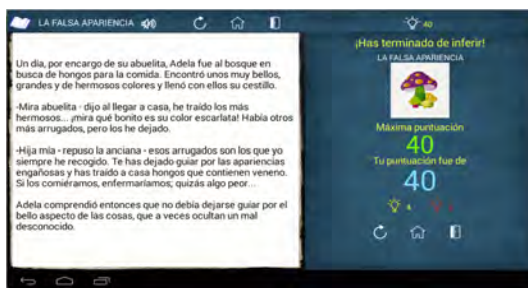 LA FALSA APARIENCIA
40
Un día, por encargo de su abuelita, Adela fue al bosque en
busca de hongos para la comida. Encontró unos muy bellos,
grandes y de hermosos colores y llenó con ellos su cestillo.
-Mira abuelita - dijo al llegar a casa, he traído los más
hermosos... ¡mira qué bonito es su color escarlata! Había otros
más arrugados, pero los he dejado.
-Hija mía - repuso la anciana - esos arrugados son los que yo
siempre he recogido. Te has dejado guiar por las apariencias
engañosas y has traído a casa hongos que contienen veneno.
Si los comiéramos, enfermaríamos; quizás algo peor...
Adela comprendió entonces que no debía dejarse guiar por el
bello aspecto de las cosas, que a veces ocultan un mal
desconocido.
¡Has terminado de inferir!
LA FALSA APARIENCIA
Máxima puntuación
40
Tu puntuación fue de
40
4